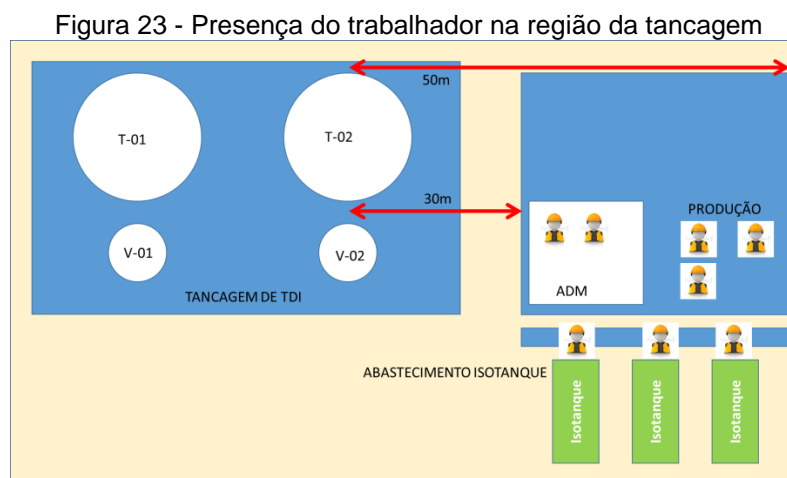 Figura 23 - Presença do trabalhador na região da tancagem
50m
T-01
T-02
30m
PRODUÇÃO
V-01
V-02
TANCAGEM DE TDI
ADM
ABASTECIMENTO ISOTANQUE
Isotanque
Isotanque
Isotanque